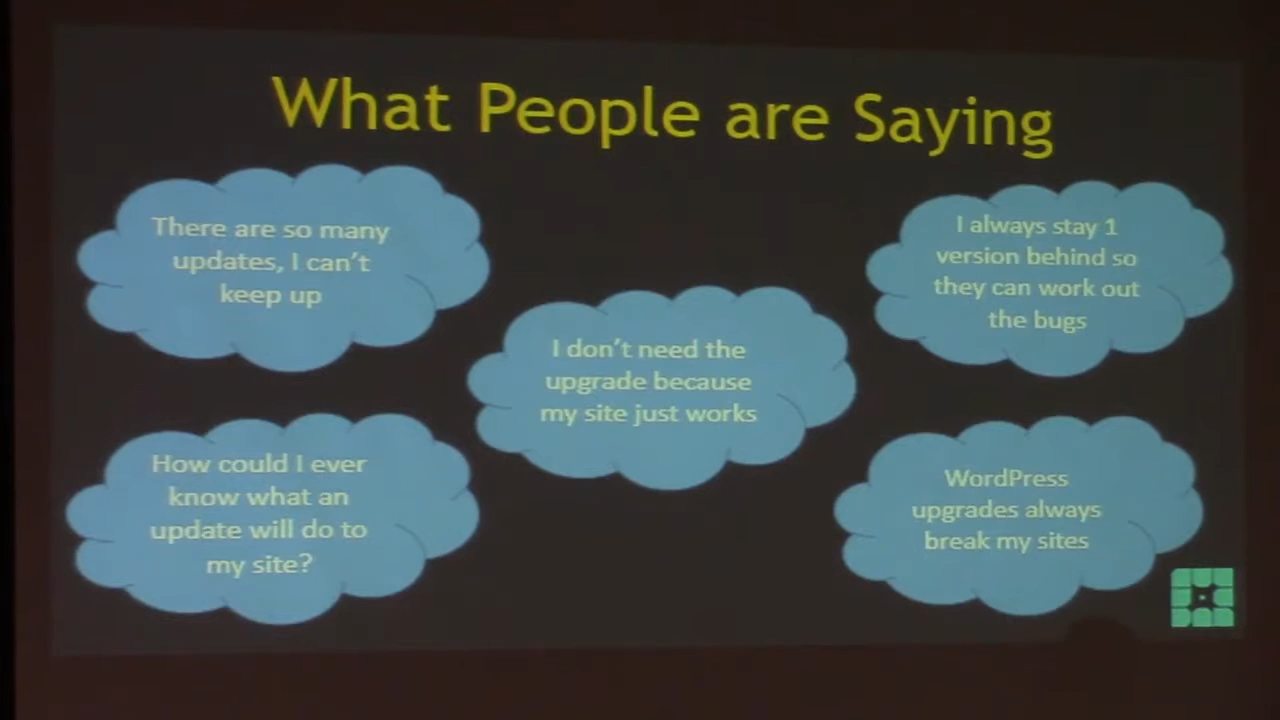 What People are Saying
There are so many
updates, I can't
keep up
I always stay 1
version behind so
they can work out
the bugs
I don't need the
upgrade because
my site just works
How could I ever
know what an
update will do to
my site?
WordPress
upgrades always
break my sites